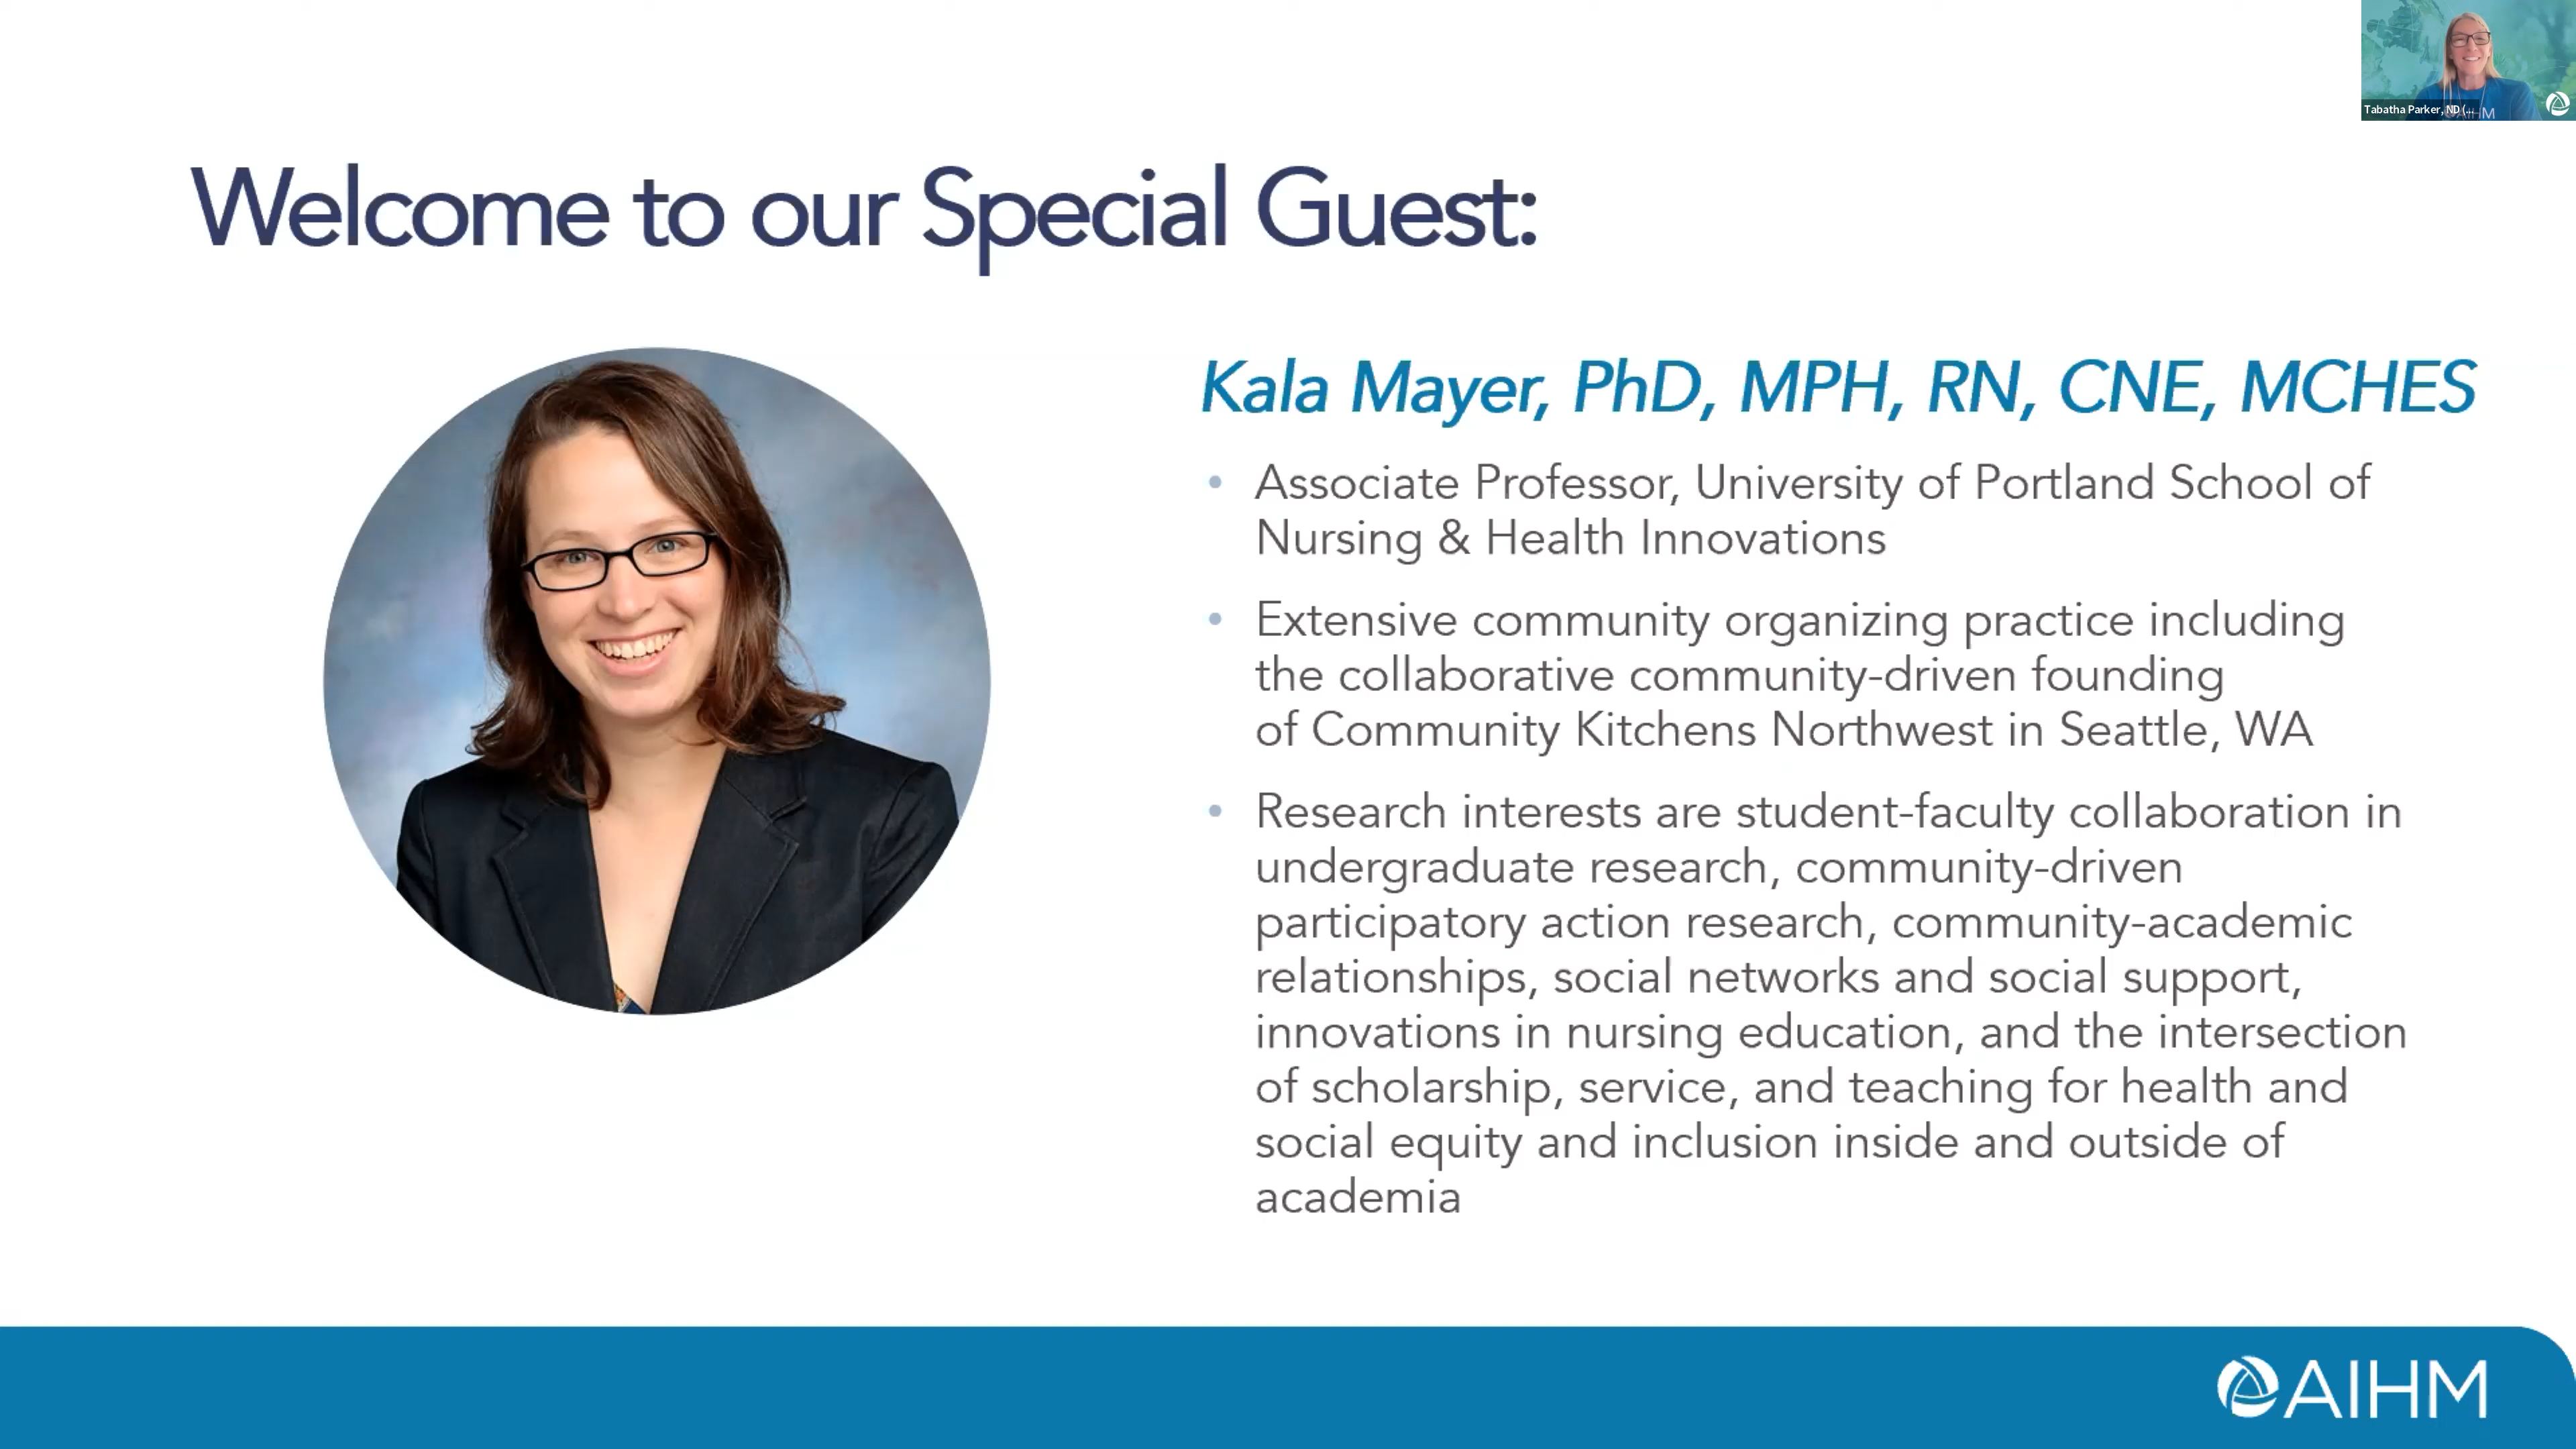 Tabatha Parker, ND (...
AIHM
Welcome to our Special Guest:
Kala Mayer, PhD, MPH, RN, CNE, MCHES
• Associate Professor, University of Portland School of
Nursing & Health Innovations
• Extensive community organizing practice including
the collaborative community-driven founding
of Community Kitchens Northwest in Seattle, WA
• Research interests are student-faculty collaboration in
undergraduate research, community-driven
participatory action research, community-academic
relationships, social networks and social support,
innovations in nursing education, and the intersection
of scholarship, service, and teaching for health and
social equity and inclusion inside and outside of
academia
AIHM